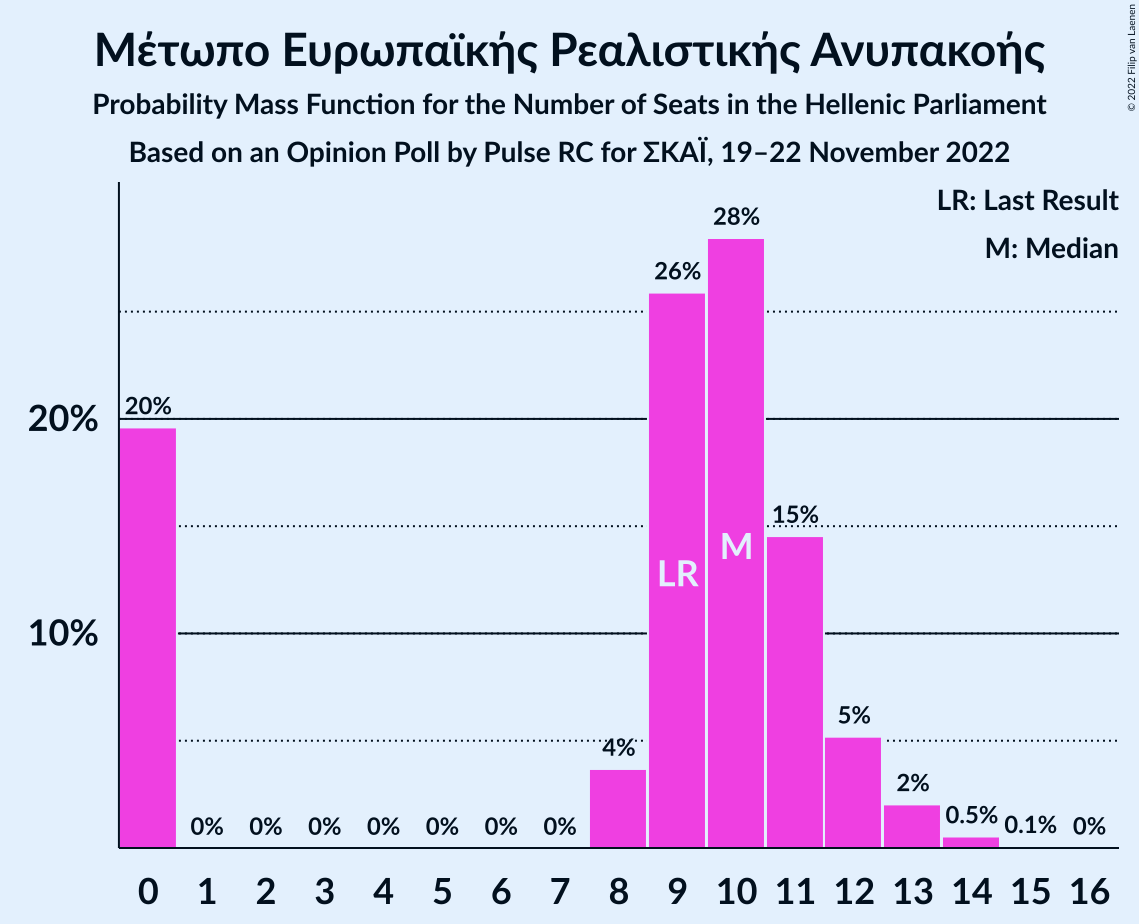 Μέτωπο Ευρωπαϊκής Ρεαλιστικής Ανυπακοής
Probability Mass Function for the Number of Seats in the Hellenic Parliament
Based on an Opinion Poll by Pulse RC for ΣΚΑΪ, 19–22 November 2022
© 2022 Filip van Laenen
LR: Last Result
M: Median
20%
10%
20%
0%
0%
0%
0%
0%
0%
0%
4%
26%
28%
15%
5%
2%
0.5%
0.1%
0%
LR
M
0 1 2 3 4 5 6 7 8 9 10 11 12 13 14 15 16